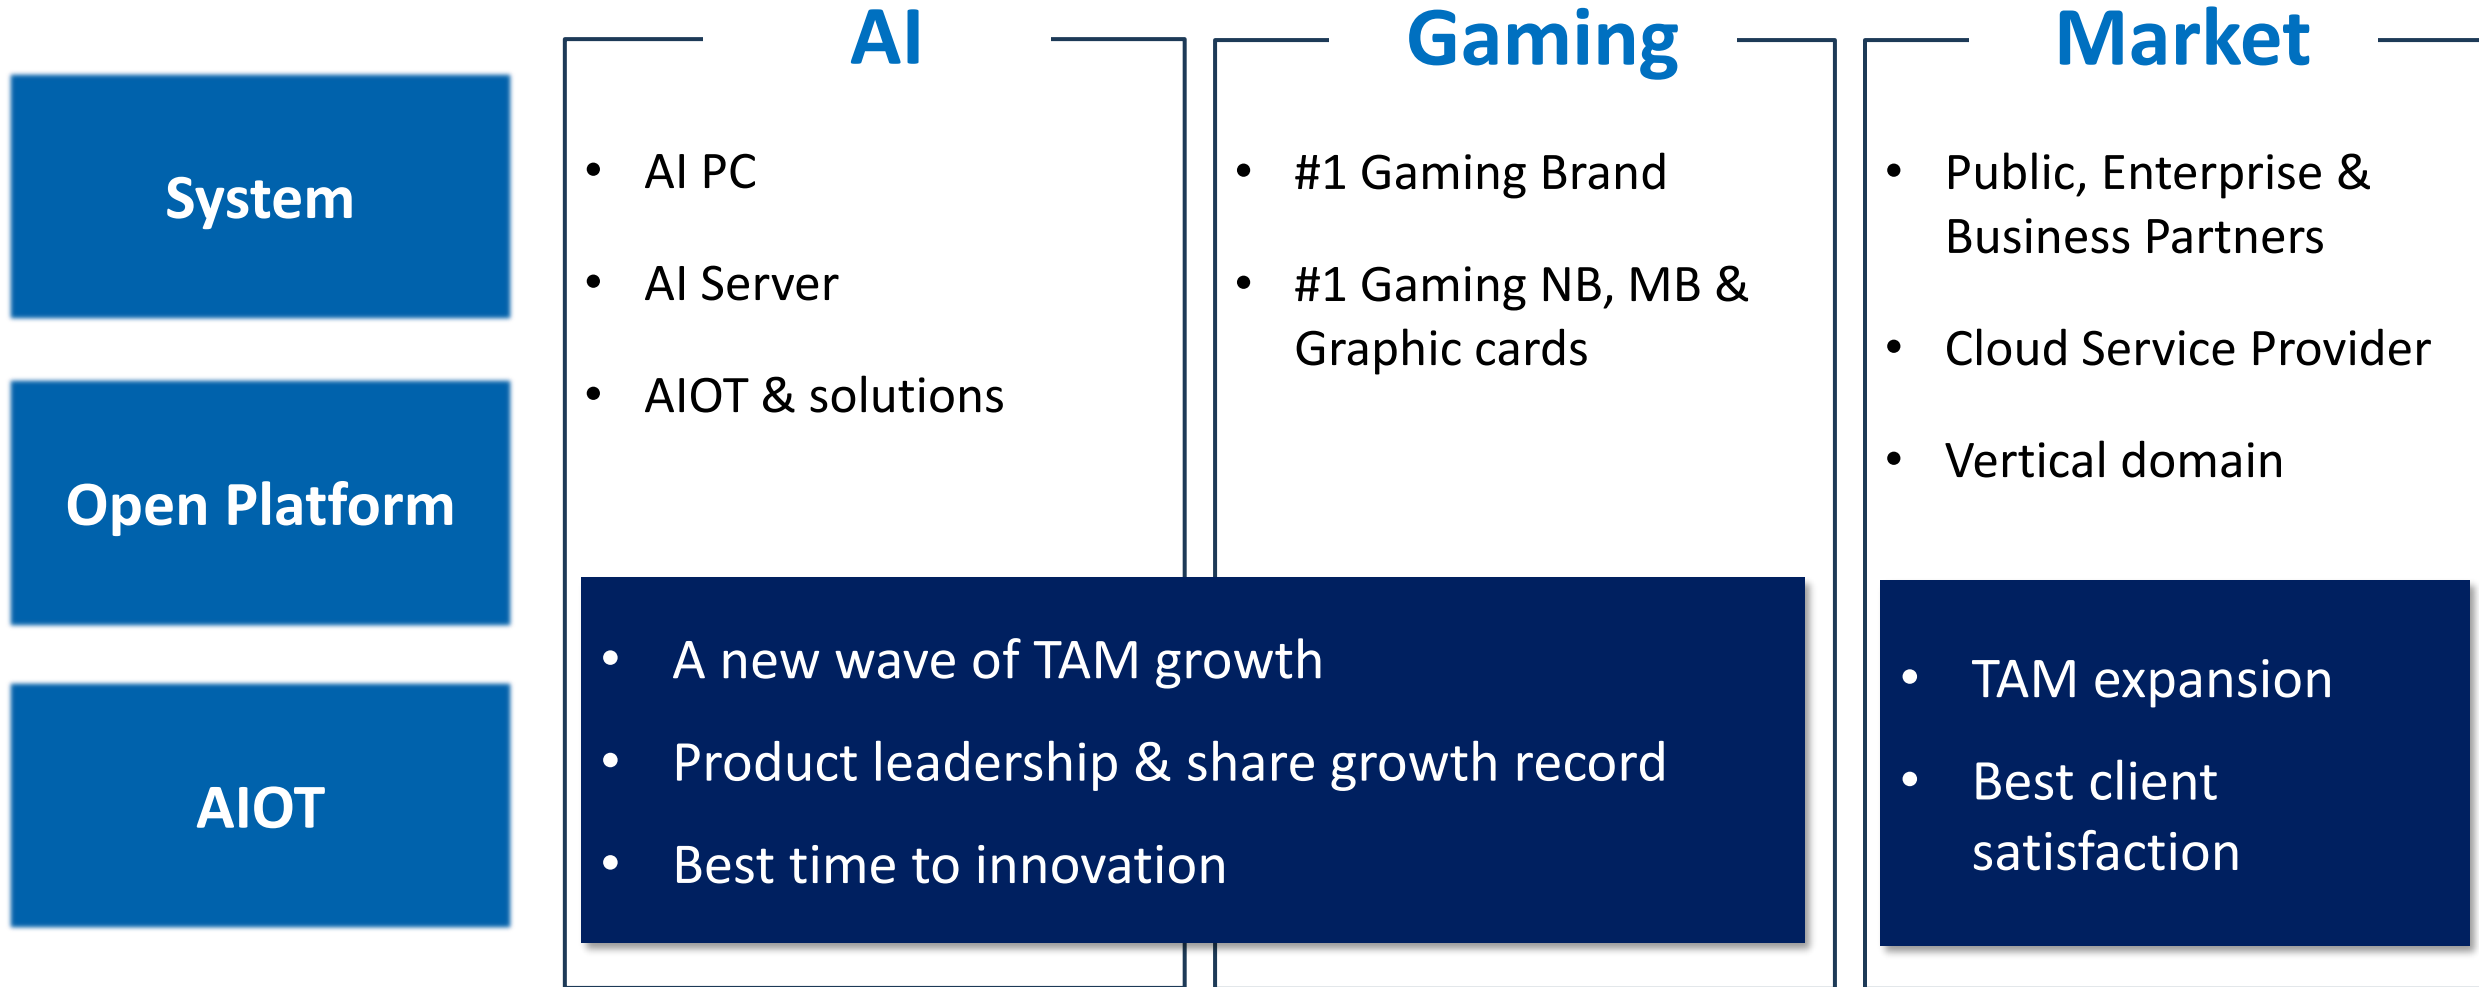 System
Open Platform
AIOT
AI
• AI PC
• AI Server
• AIOT & solutions
Gaming
• #1 Gaming Brand
• #1 Gaming NB, MB &
Graphic cards
• A new wave of TAM growth
• Product leadership & share growth record
• Best time to innovation
Market
• Public, Enterprise &
Business Partners
• Cloud Service Provider
• Vertical domain
• TAM expansion
• Best client
satisfaction